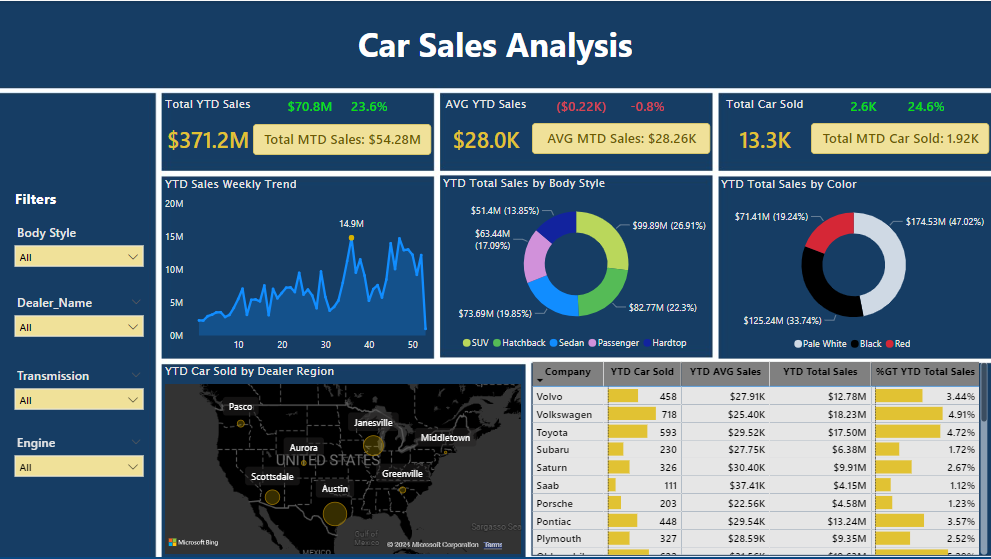 Car Sales Analysis
Filters
Body Style
All
Dealer_Name
All
Transmission
All
Engine
All
Total YTD Sales
$70.8M 23.6%
$371.2M
Total MTD Sales: $54.28M
AVG YTD Sales
($0.22K) -0.8%
$28.0K
AVG MTD Sales: $28.26K
Total Car Sold
2.6K 24.6%
13.3K
Total MTD Car Sold: 1.92K
YTD Sales Weekly Trend
20M
15M
10M
5M
0M
14.9M
10 20 30 40 50
YTD Total Sales by Body Style
$51.4M (13.85%)
$99.89M (26.91%)
$63.44M
(17.09%)
$73.69M (19.85%)
$82.77M (22.3%)
SUV Hatchback Sedan Passenger Hardtop
YTD Total Sales by Color
$71.41M (19.24%)
$174.53M (47.02%)
$125.24M (33.74%)
Pale White Black Red
YTD Car Sold by Dealer Region
Pasco
Janesville
Middletown
Aurora
UNITED STATES
Scottsdale
Greenville
Austin
Gulf of
Mexico
Sargasso Sea
MEXICO
Microsoft Bing
© 2024 Microsoft Corporation Terms
Company YTD Car Sold YTD AVG Sales YTD Total Sales %GT YTD Total Sales
Volvo 458 $27.91K $12.78M 3.44%
Volkswagen 718 $25.40K $18.23M 4.91%
Toyota 593 $29.52K $17.50M 4.72%
Subaru 230 $27.75K $6.38M 1.72%
Saturn 326 $30.40K $9.91M 2.67%
Saab 111 $37.41K $4.15M 1.12%
Porsche 203 $22.56K $4.58M 1.23%
Pontiac 448 $29.54K $13.24M 3.57%
Plymouth 327 $28.59K $9.35M 2.52%